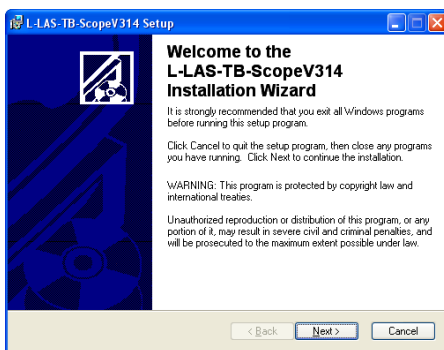 L-LAS-TB-ScopeV314 Setup
Welcome to the
L-LAS-TB-ScopeV314
Installation Wizard
It is strongly recommended that you exit all Windows programs
before running this setup program.
Click Cancel to quit the setup program, then close any programs
you have running. Click Next to continue the installation.
WARNING: This program is protected by copyright law and
international treaties.
Unauthorized reproduction or distribution of this program, or any
portion of it, may result in severe civil and criminal penalties, and
will be prosecuted to the maximum extent possible under law.
< Back Next > Cancel